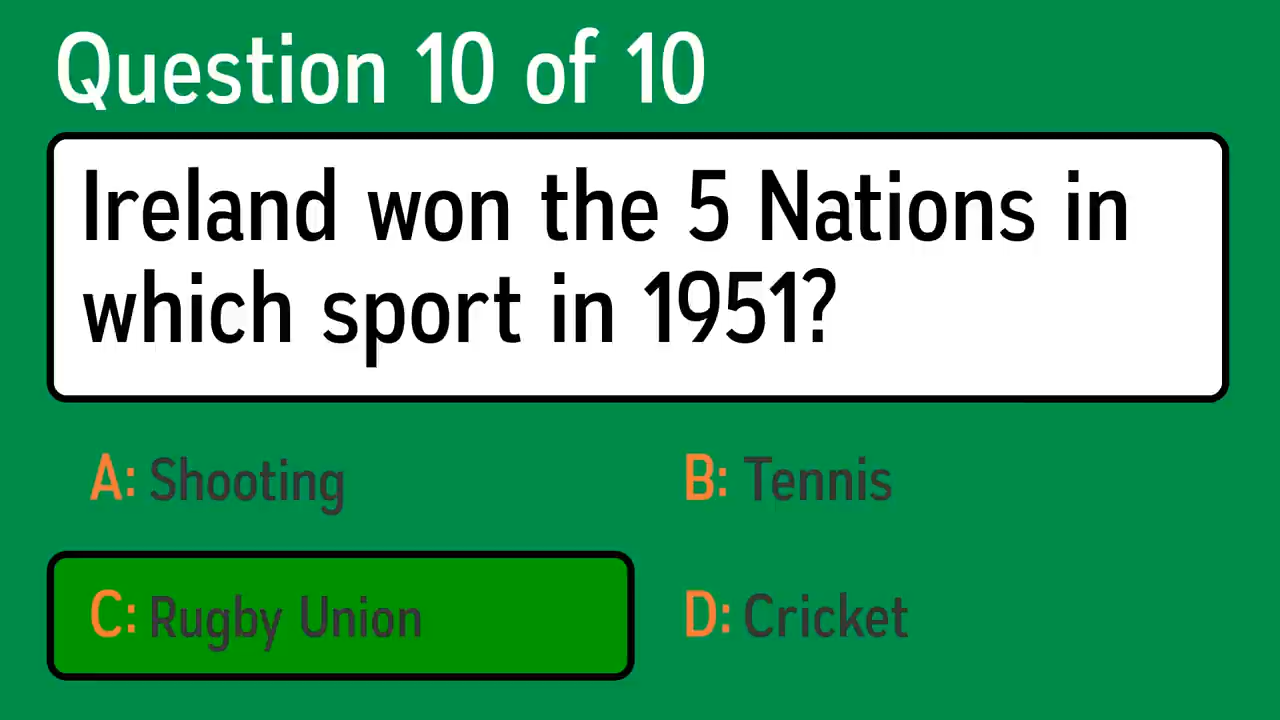 Question 10 of 10
Ireland won the 5 Nations in
which sport in 1951?
A: Shooting
B: Tennis
C: Rugby Union
D: Cricket